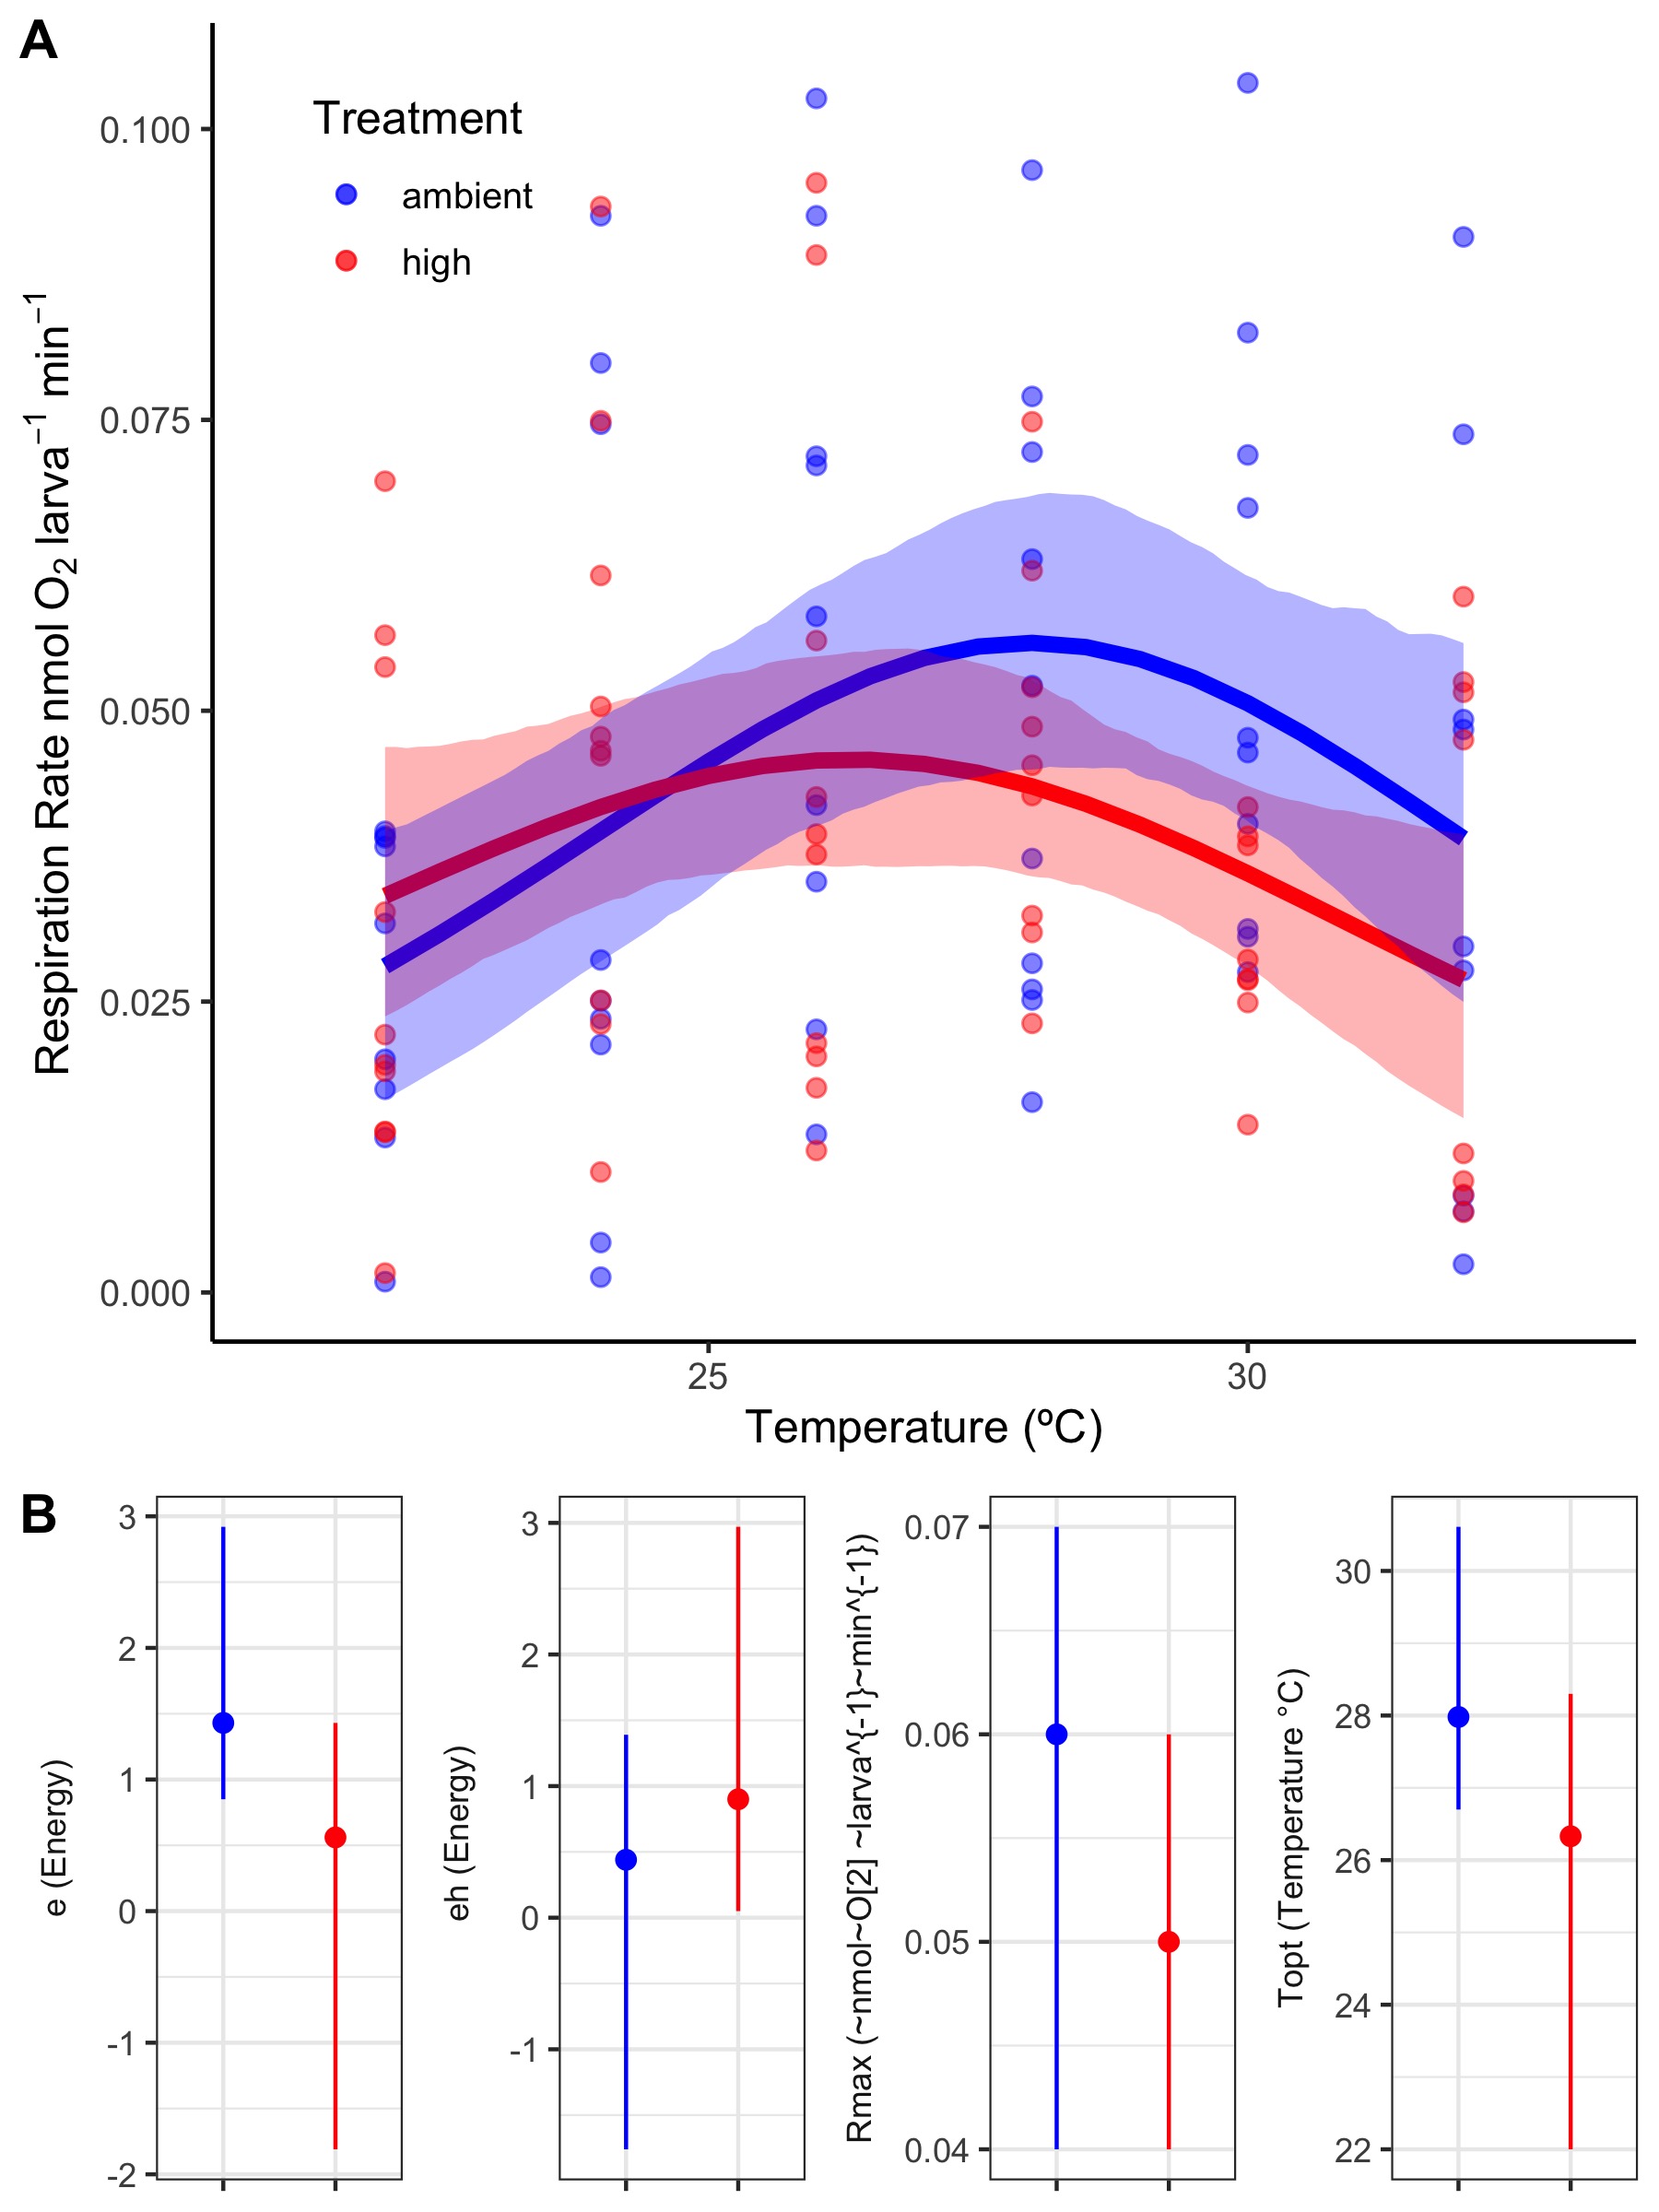 A
Treatment
ambient
high
0.100
0.075
0.050
0.025
0.000
Respiration Rate nmol O₂ larva⁻¹ min⁻¹
25
30
Temperature (ºC)
B
e (Energy)
3
2
1
0
-1
-2
eh (Energy)
3
2
1
0
-1
Rmax (~nmol~O[2] ~larva^{-1}~min^{-1})
0.07
0.06
0.05
0.04
Topt (Temperature °C)
30
28
26
24
22